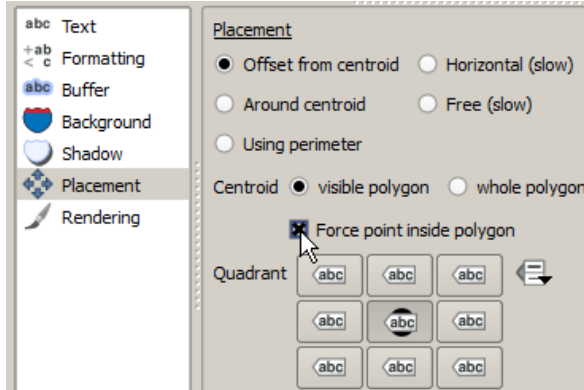 abc Text
+ab < c Formatting
abc Buffer
Background
Shadow
Placement
Rendering
Placement
Offset from centroid Horizontal (slow)
Around centroid Free (slow)
Using perimeter
Centroid visible polygon whole polygon
Force point inside polygon
Quadrant abc abc abc
abc abc abc
abc abc abc